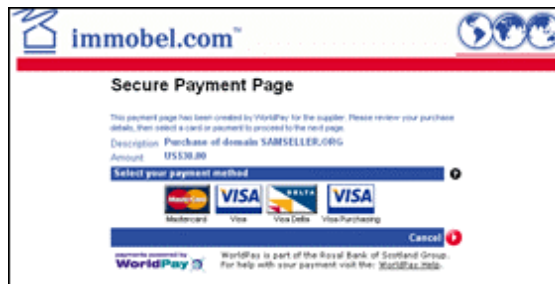 immobel.com™
Secure Payment Page
This payment page has been created by WorldPay for the supplier. Please review your purchase
details, then select a card or payment to proceed to the next page.
Description Purchase of domain SAMSELLER.ORG
Amount US$30.00
Select your payment method ?
MasterCard VISA DELTA VISA
Mastercard Visa Visa Delta Visa Purchasing
Cancel
payments powered by WorldPay WorldPay is part of the Royal Bank of Scotland Group.
For help with your payment visit the: WorldPay Help.